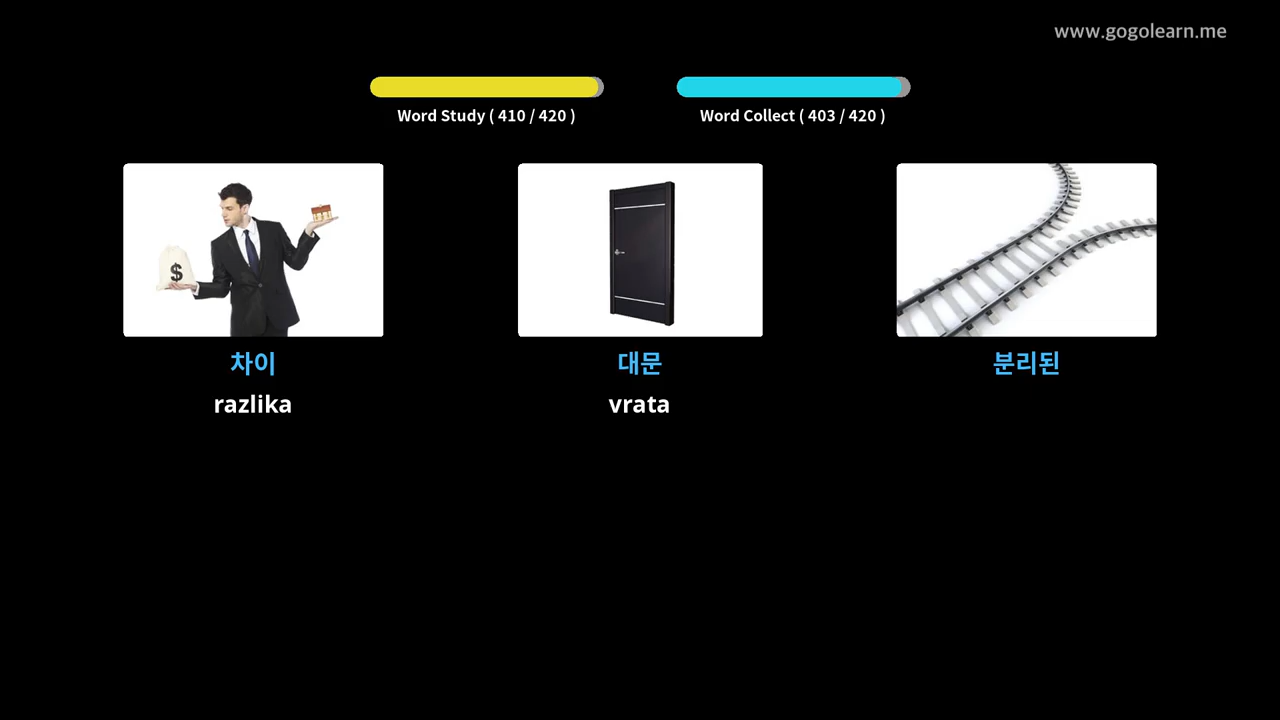 www.gogolearn.me
Word Study ( 410 / 420 )
Word Collect ( 403 / 420 )
$
차이
대문
분리된
razlika
vrata